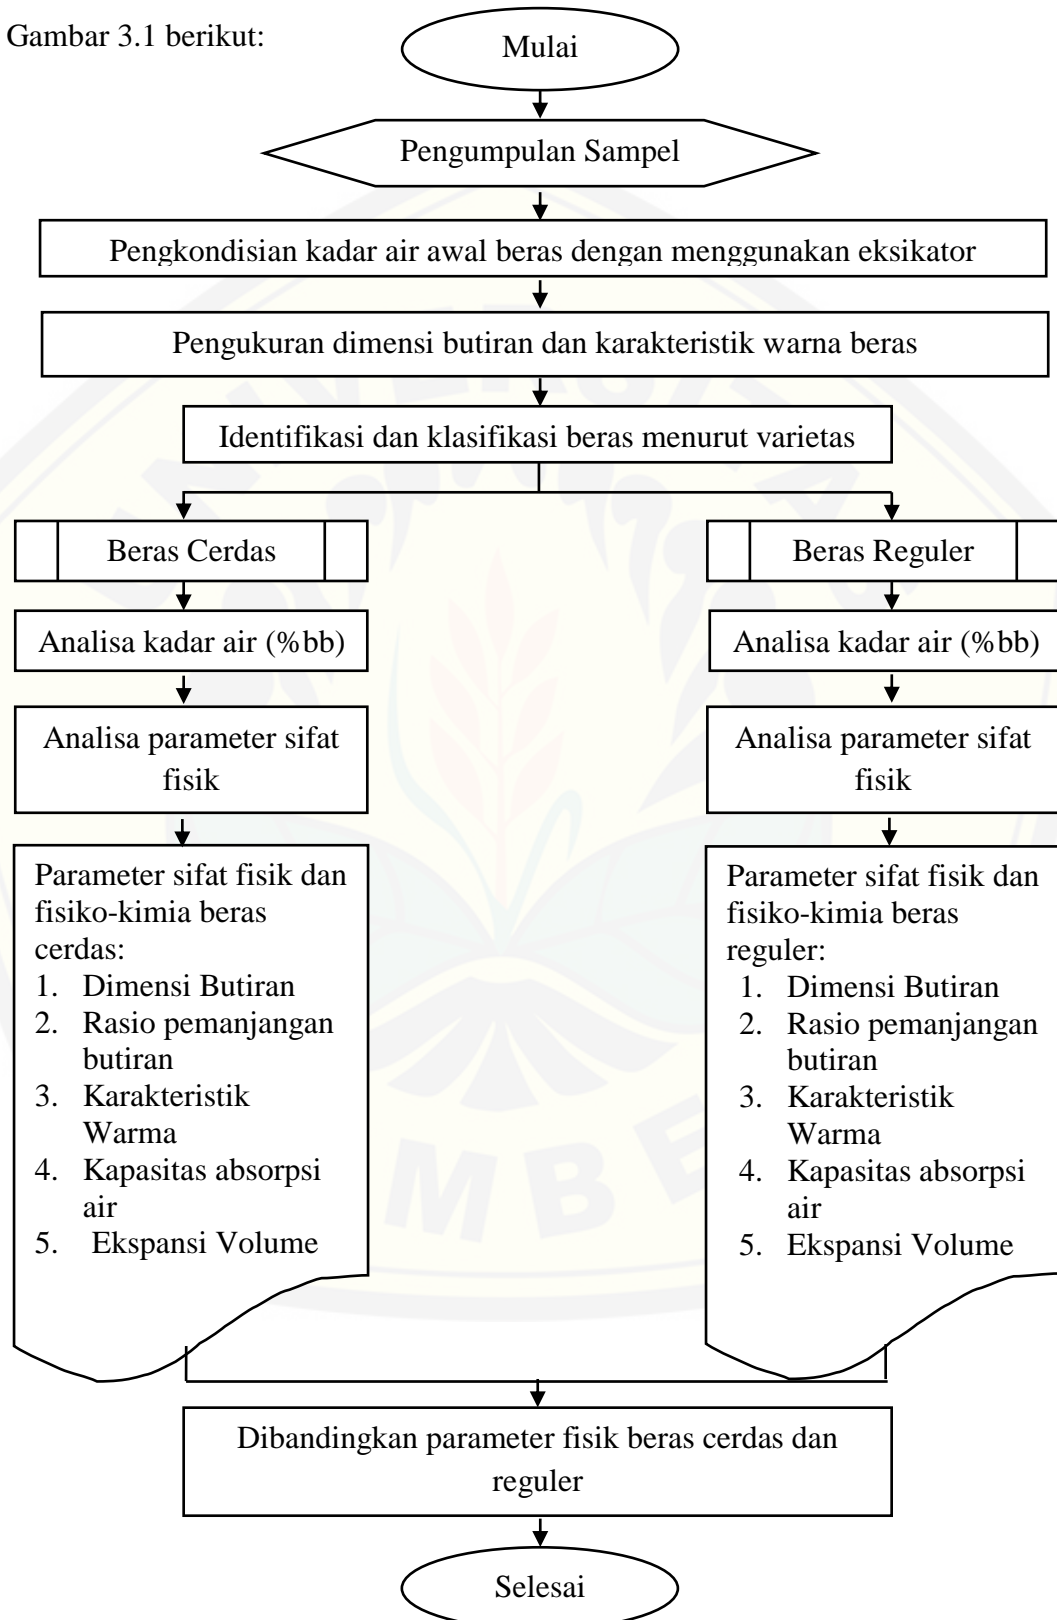 Gambar 3.1 berikut:
Mulai
Pengumpulan Sampel
Pengkondisian kadar air awal beras dengan menggunakan eksikator
Pengukuran dimensi butiran dan karakteristik warna beras
Identifikasi dan klasifikasi beras menurut varietas
Beras Cerdas
Analisa kadar air (%bb)
Analisa parameter sifat
fisik
Parameter sifat fisik dan
fisiko-kimia beras
cerdas:
1. Dimensi Butiran
2. Rasio pemanjangan
butiran
3. Karakteristik
Warma
4. Kapasitas absorpsi
air
5. Ekspansi Volume
Beras Reguler
Analisa kadar air (%bb)
Analisa parameter sifat
fisik
Parameter sifat fisik dan
fisiko-kimia beras
reguler:
1. Dimensi Butiran
2. Rasio pemanjangan
butiran
3. Karakteristik
Warma
4. Kapasitas absorpsi
air
5. Ekspansi Volume
Dibandingkan parameter fisik beras cerdas dan
reguler
Selesai